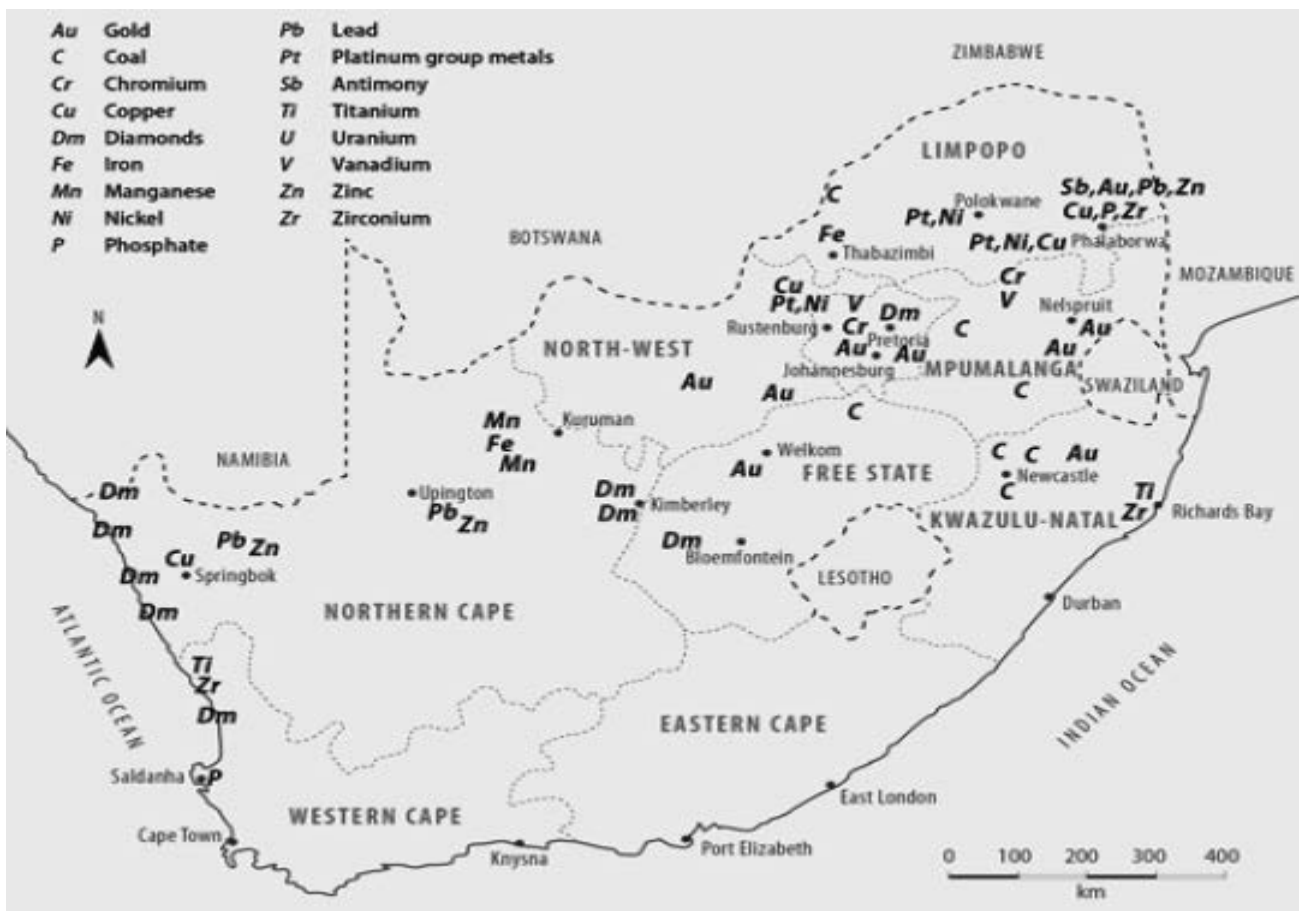 Au Gold
C Coal
Cr Chromium
Cu Copper
Dm Diamonds
Fe Iron
Mn Manganese
Ni Nickel
P Phosphate
Pb Lead
Pt Platinum group metals
Sb Antimony
Ti Titanium
U Uranium
V Vanadium
Zn Zinc
Zr Zirconium
ZIMBABWE
LIMPOPO
Sb,Au,Pb,Zn
C
Polokwane
Pt,Ni
Cu,P,Zr
BOTSWANA
Fe
Pt,Ni,Cu
Phalaborwa
Thabazimbi
MOZAMBIQUE
Cu
Cr
Pt,Ni V
V
Nelspruit
Dm
N
Rustenburg
Cr
C
Au
Pretoria
NORTH-WEST
Au
Au
Au
Johannesburg
MPUMALANGA
SWAZILAND
Au
Au
C
C
Mn
Kuruman
Fe
Mn
Welkom
C
C
Au
NAMIBIA
Au
FREE STATE
Newcastle
Dm
Upington
Dm
C
Ti
Pb
Zn
Dm
Kimberley
Zr
Richards Bay
KWAZULU-NATAL
Dm
Pb
Zn
Dm
Bloemfontein
Cu
Dm
Springbok
LESOTHO
Dm
NORTHERN CAPE
Durban
ATLANTIC OCEAN
Ti
Zr
Dm
EASTERN CAPE
INDIAN OCEAN
Saldanha
P
East London
WESTERN CAPE
Cape Town
Knysna
Port Elizabeth
0 100 200 300 400
km